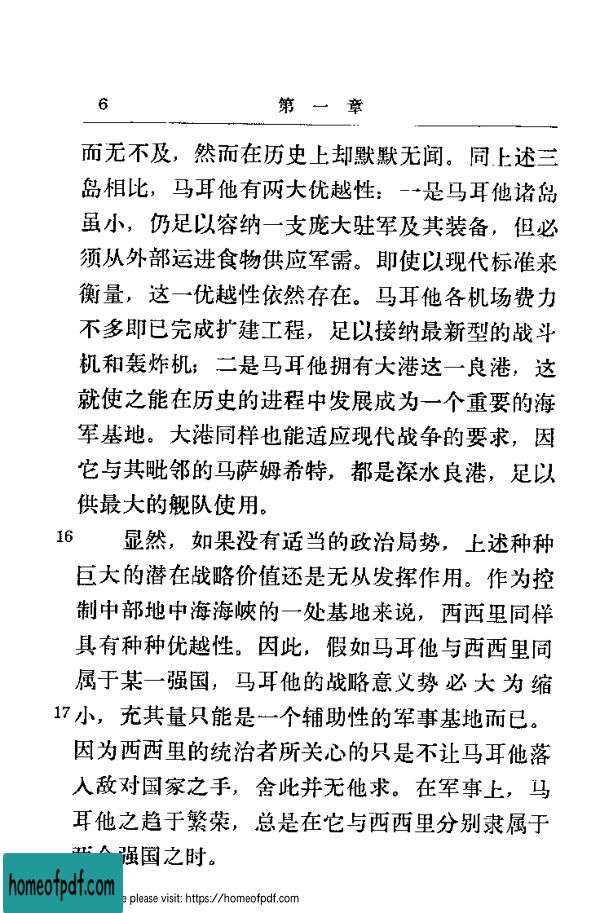 6 第一章
而无不及，然而在历史上却默默无闻。同上述三
岛相比，马耳他有两大优越性：一是马耳他诸岛
虽小，仍足以容纳一支庞大驻军及其装备，但必
须从外部运进食物供应军需。即使以现代标准来
衡量，这一优越性依然存在。马耳他各机场费力
不多即已完成扩建工程，足以接纳最新型的战斗
机和轰炸机；二是马耳他拥有大港这一良港，这
就使之能在历史的进程中发展成为一个重要的海
军基地。大港同样也能适应现代战争的要求，因
它与其毗邻的马萨姆希特，都是深水良港，足以
供最大的舰队使用。
16 显然，如果没有适当的政治局势，上述种种
巨大的潜在战略价值还是无从发挥作用。作为控
制中部地中海海峡的一处基地来说，西西里同样
具有种种优越性。因此，假如马耳他与西西里同
属于某一强国，马耳他的战略意义势必大为缩
17 小，充其量只能是一个辅助性的军事基地而已。
因为西西里的统治者所关心的只是不让马耳他落
入敌对国家之手，舍此并无他求。在军事上，马
耳他之趋于繁荣，总是在它与西西里分别隶属于
强国之时。
homeofpdf.com
please visit: https://homeofpdf.com